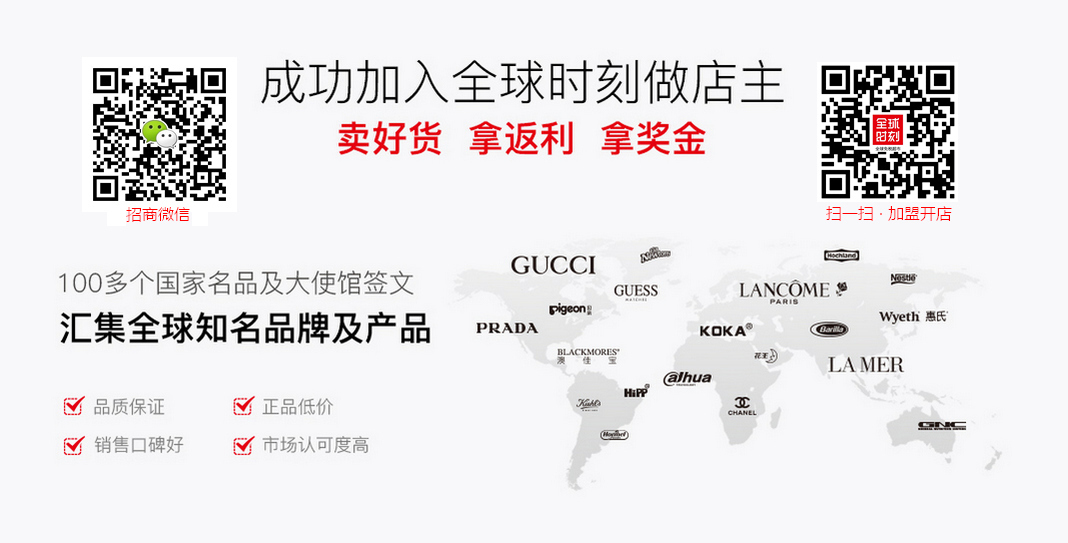 成功加入全球时刻做店主
卖好货 拿返利 拿奖金
全球
时刻
招商微信
扫一扫 · 加盟开店
100多个国家名品及大使馆签文
汇集全球知名品牌及产品
品质保证
正品低价
销售口碑好
市场认可度高
GUCCI
Hochland
Nestle
GUESS
WATCHES
LANCÔME
PARIS
Pigeon
Wyeth 惠氏
PRADA
KOKA®
Barilla
BLACKMORES®
澳佳宝
花王
LA MER
alhua
TECHNOLOGY
HiPP
Kiehl's
CHANEL
GNC